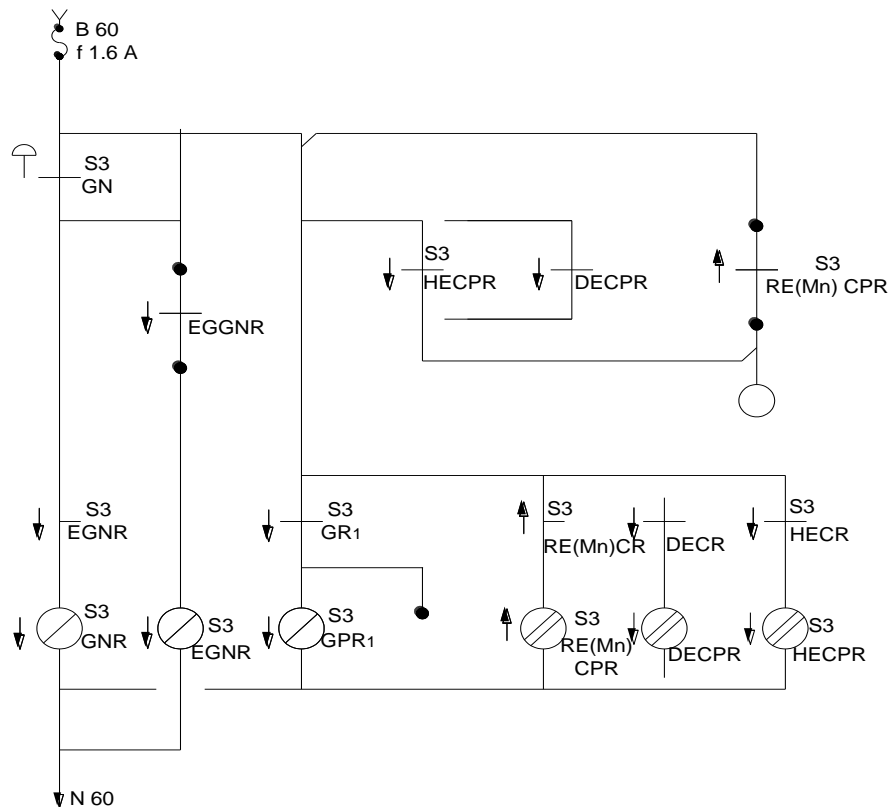 B 60
f 1.6 A
S3
GN
S3
HECPR
DECPR
S3
RE(Mn) CPR
EGGNR
S3
EGNR
S3
GR1
S3
RE(Mn)CR
DECR
S3
HECR
S3
GNR
S3
EGNR
S3
GPR1
S3
RE(Mn)
CPR
DECPR
S3
HECPR
N 60